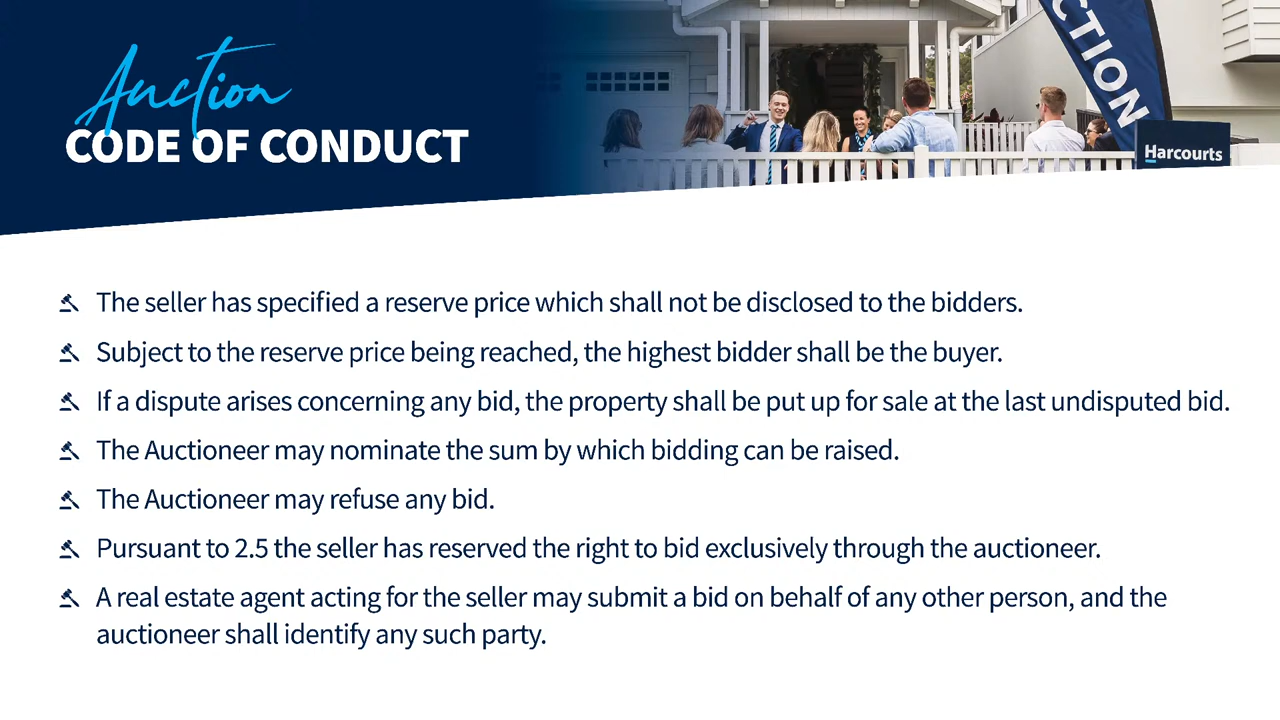 Auction
CODE OF CONDUCT
CTION
Harcourts
The seller has specified a reserve price which shall not be disclosed to the bidders.
Subject to the reserve price being reached, the highest bidder shall be the buyer.
If a dispute arises concerning any bid, the property shall be put up for sale at the last undisputed bid.
The Auctioneer may nominate the sum by which bidding can be raised.
The Auctioneer may refuse any bid.
Pursuant to 2.5 the seller has reserved the right to bid exclusively through the auctioneer.
A real estate agent acting for the seller may submit a bid on behalf of any other person, and the
auctioneer shall identify any such party.